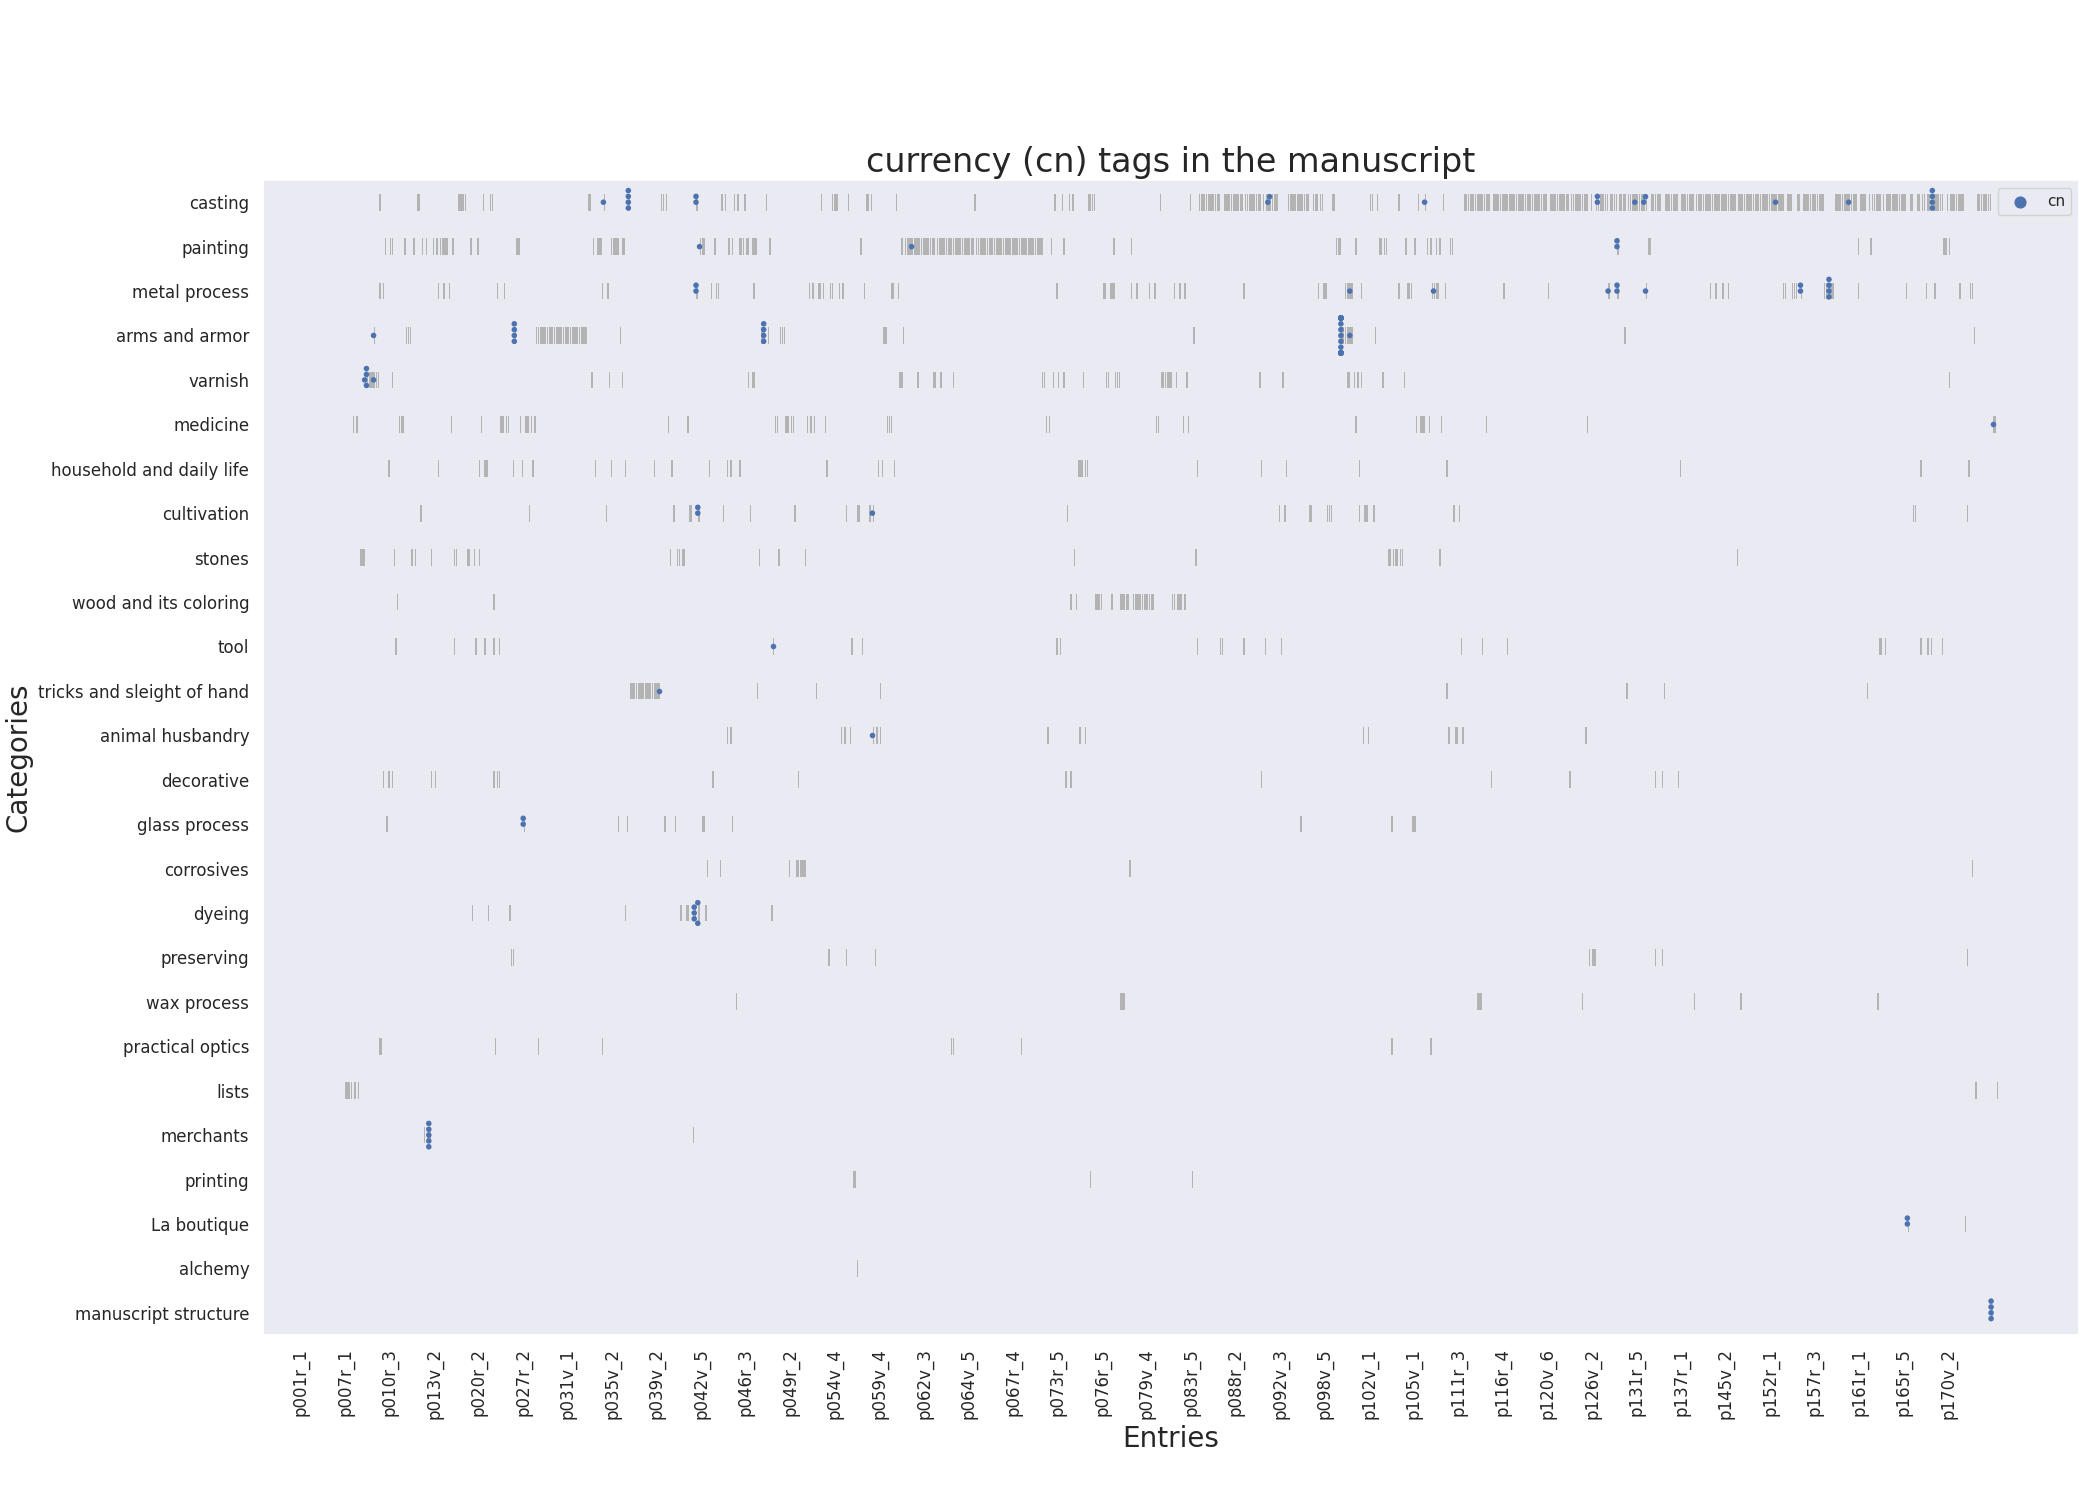 currency (cn) tags in the manuscript
cn
Categories
casting
painting
metal process
arms and armor
varnish
medicine
household and daily life
cultivation
stones
wood and its coloring
tool
tricks and sleight of hand
animal husbandry
decorative
glass process
corrosives
dyeing
preserving
wax process
practical optics
lists
merchants
printing
La boutique
alchemy
manuscript structure
p001r_1
p007r_1
p010r_3
p013v_2
p020r_2
p027r_2
p031v_1
p035v_2
p039v_2
p042v_5
p046r_3
p049r_2
p054v_4
p059v_4
p062v_3
p064v_5
p067r_4
p073r_5
p076r_5
p079v_4
p083r_5
p088r_2
p092v_3
p098v_5
p102v_1
p105v_1
p111r_3
p116r_4
p120v_6
p126v_2
p131r_5
p137r_1
p145v_2
p152r_1
p157r_3
p161r_1
p165r_5
p170v_2
Entries